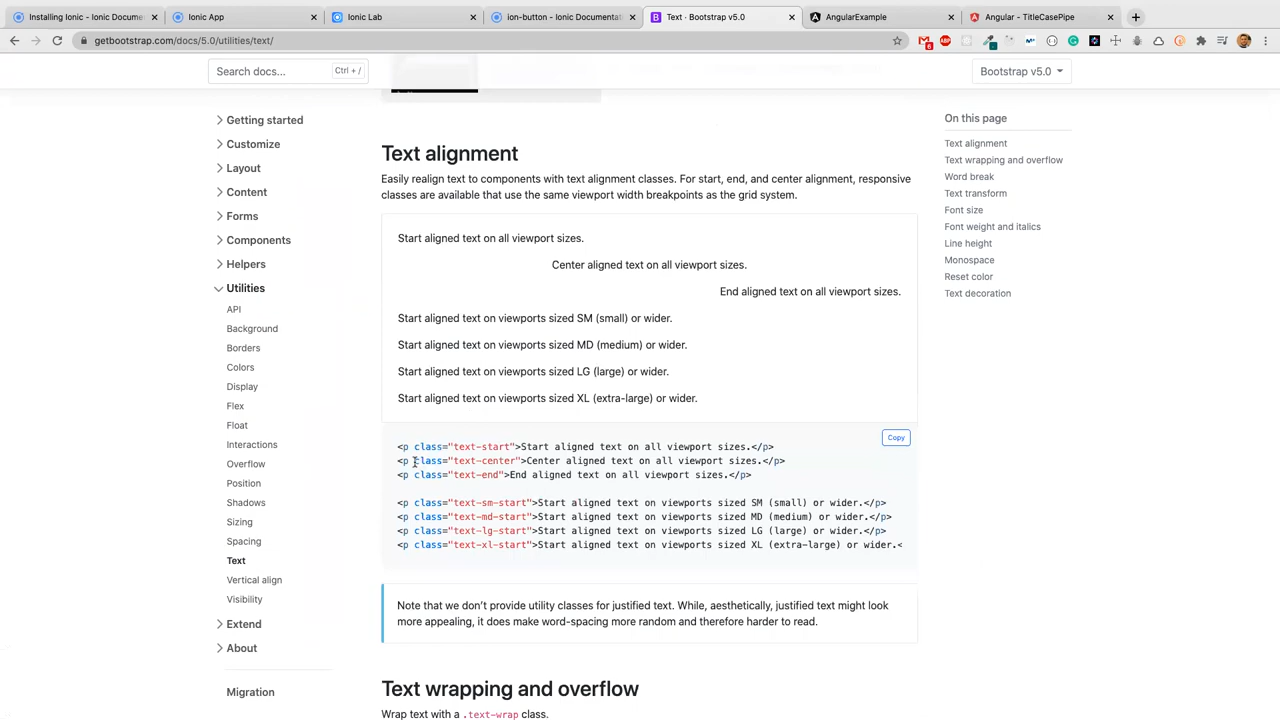 Installing Ionic - Ionic Docume
Ionic App
Ionic Lab
ion-button - Ionic Documentat
Text · Bootstrap v5.0
AngularExample
Angular - TitleCasePipe
getbootstrap.com/docs/5.0/utilities/text/
6
ABP
Search docs...
Ctrl + /
Bootstrap v5.0
Getting started
Customize
Layout
Content
Forms
Components
Helpers
Utilities
API
Background
Borders
Colors
Display
Flex
Float
Interactions
Overflow
Position
Shadows
Sizing
Spacing
Text
Vertical align
Visibility
Extend
About
Migration
Text alignment
Easily realign text to components with text alignment classes. For start, end, and center alignment, responsive
classes are available that use the same viewport width breakpoints as the grid system.
Start aligned text on all viewport sizes.
Center aligned text on all viewport sizes.
End aligned text on all viewport sizes.
Start aligned text on viewports sized SM (small) or wider.
Start aligned text on viewports sized MD (medium) or wider.
Start aligned text on viewports sized LG (large) or wider.
Start aligned text on viewports sized XL (extra-large) or wider.
Copy
<p class="text-start">Start aligned text on all viewport sizes.</p>
<p class="text-center">Center aligned text on all viewport sizes.</p>
<p class="text-end">End aligned text on all viewport sizes.</p>
<p class="text-sm-start">Start aligned text on viewports sized SM (small) or wider.</p>
<p class="text-md-start">Start aligned text on viewports sized MD (medium) or wider.</p>
<p class="text-lg-start">Start aligned text on viewports sized LG (large) or wider.</p>
<p class="text-xl-start">Start aligned text on viewports sized XL (extra-large) or wider.<
Note that we don't provide utility classes for justified text. While, aesthetically, justified text might look
more appealing, it does make word-spacing more random and therefore harder to read.
Text wrapping and overflow
Wrap text with a .text-wrap class.
On this page
Text alignment
Text wrapping and overflow
Word break
Text transform
Font size
Font weight and italics
Line height
Monospace
Reset color
Text decoration